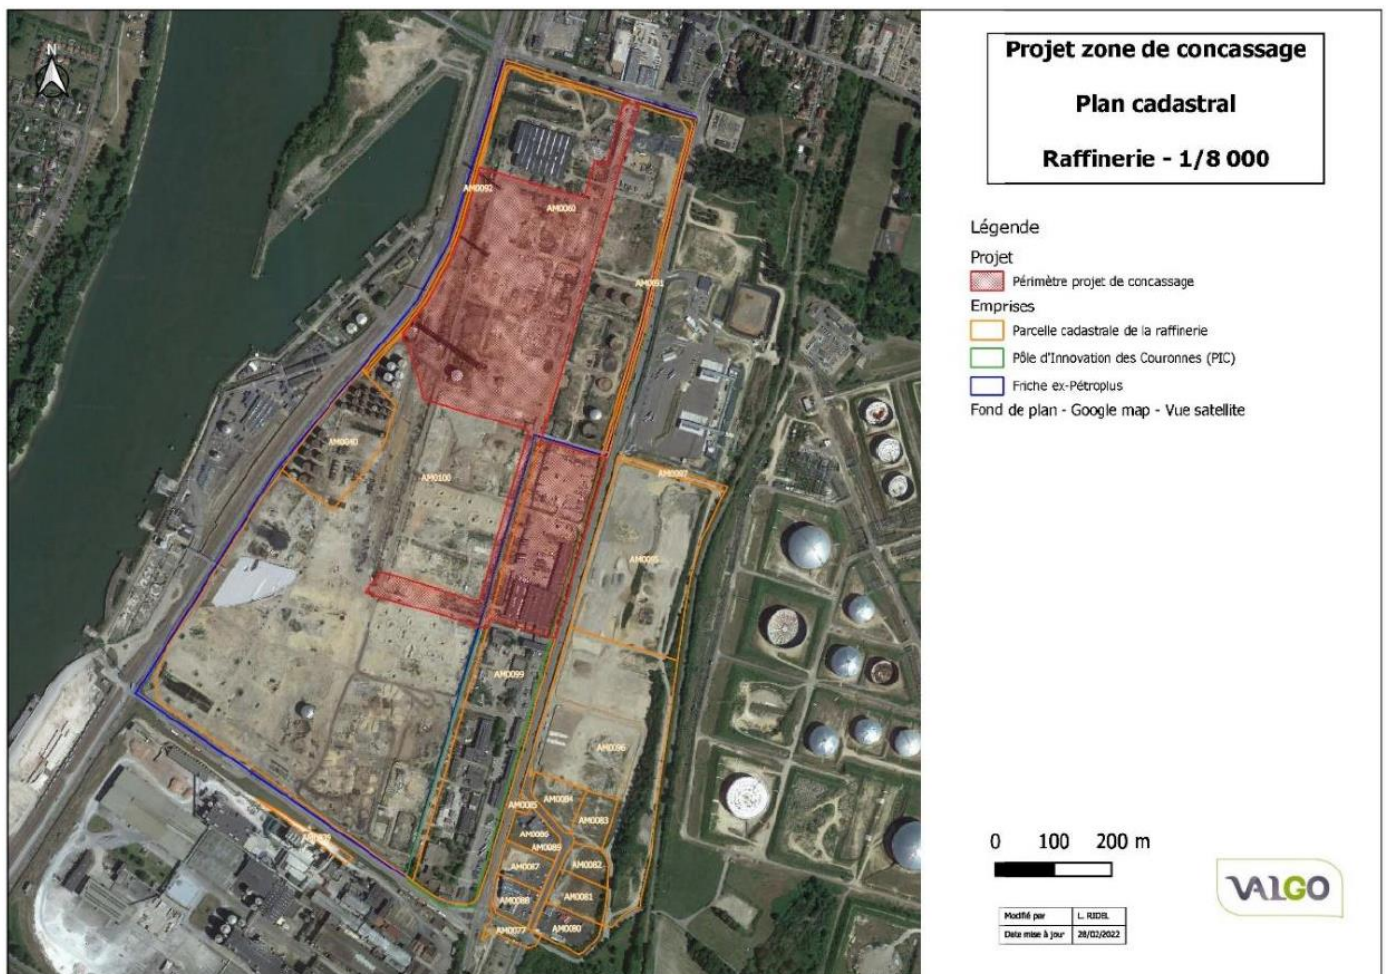 Projet zone de concassage
Plan cadastral
Raffinerie - 1/8 000
Légende
Projet
Périmètre projet de concassage
Emprises
Parcelle cadastrale de la raffinerie
Pôle d'Innovation des Couronnes (PIC)
Friche ex-Pétroplus
Fond de plan - Google map - Vue satellite
N
AM0092
AM0060
AM0091
AM0040
AM0100
AM0097
AM0099
AM0096
AM0084
AM0085
AM0083
AM0086
AM0089
AM0082
AM0087
AM0081
AM0088
AM0077
AM0080
0 100 200 m
VALGO
Modifié par L. RIDEL
Date mise à jour 28/02/2022